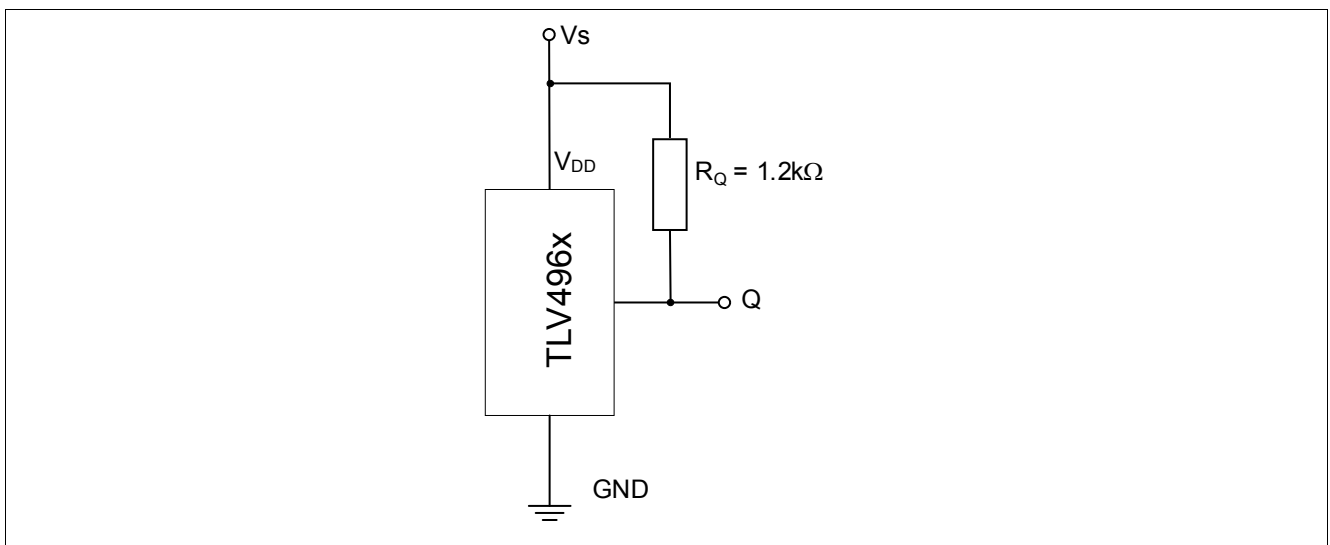 Vs
VDD
RQ = 1.2kΩ
TLV496x
Q
GND